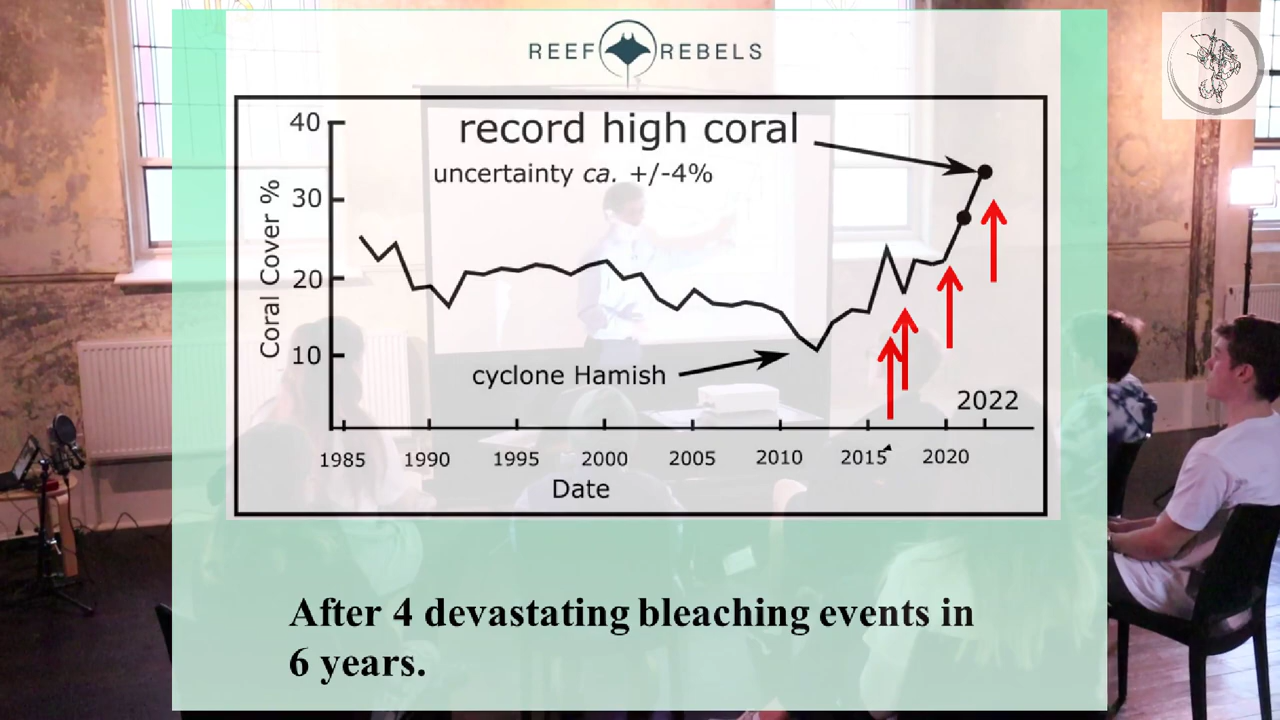 REEF REBELS
40
record high coral
uncertainty ca. +/-4%
30
Coral Cover %
20
10
cyclone Hamish
2022
1985 1990 1995 2000 2005 2010 2015 2020
Date
After 4 devastating bleaching events in
6 years.